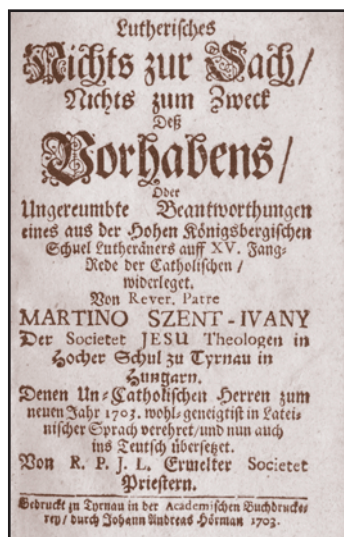 Lutherisches
Nichts zur Sach/
Nichts zum Zweck
Deß
Vorhabens/
Oder
Ungereumbte Beantworthungen
eines aus der Hohen Königsbergischen
Schuel Lutheraners auff XV. Fang-
Rede der Catholischen /
widerleget.
Von Rever. Patre
MARTINO SZENT-IVANY
Der Societet JESU Theologen in
Hocher Schul zu Tyrnau in
Hungarn.
Denen Un-Catholischen Herren zum
neuen Jahr 1703. wohl-geneigtist in Latei-
nischer Sprach verehret/und nun auch
ins Teutsch übersetzet.
Von R. P. J. L. Ermelter Societet
Priestern.
Gedruckt zu Tyrnau in der Academischen Buchdrucke-
rey/ durch Johann Andreas Hörman 1703.